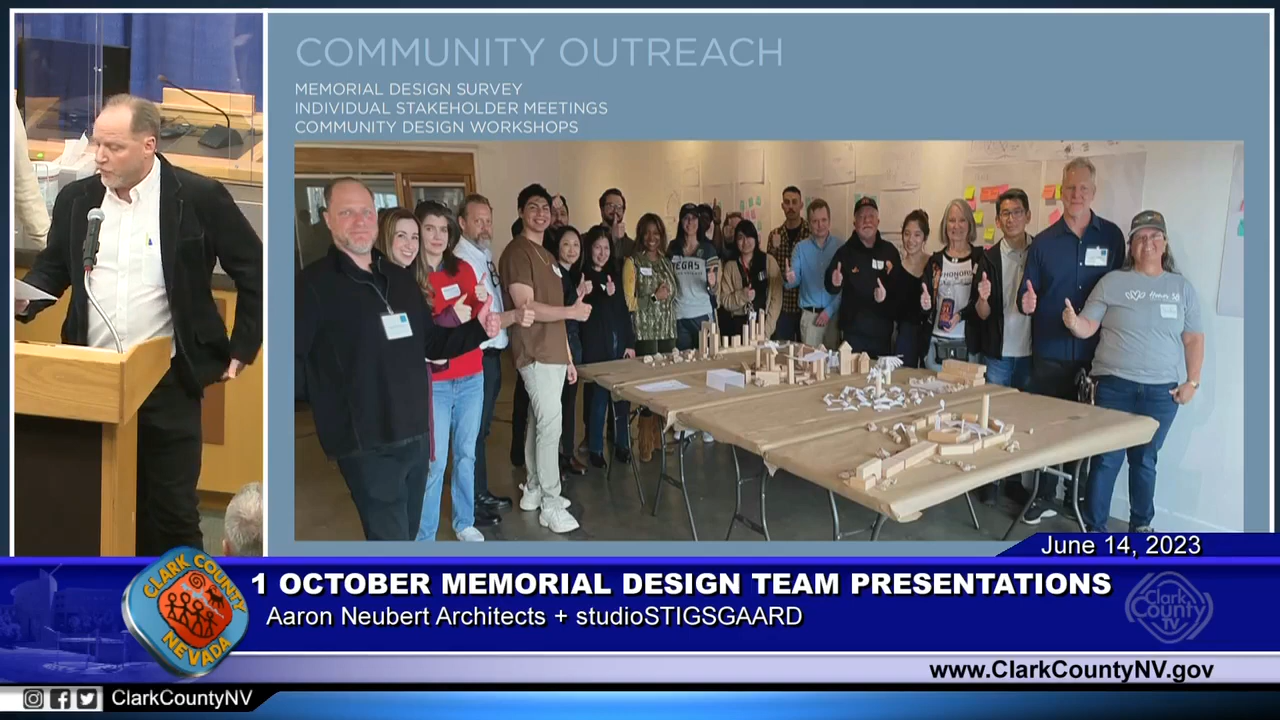 COMMUNITY OUTREACH
MEMORIAL DESIGN SURVEY
INDIVIDUAL STAKEHOLDER MEETINGS
COMMUNITY DESIGN WORKSHOPS
June 14, 2023
1 OCTOBER MEMORIAL DESIGN TEAM PRESENTATIONS
Aaron Neubert Architects + studioSTIGSGAARD
CLARK COUNTY
NEVADA
Clark
County
TV
www.ClarkCountyNV.gov
ClarkCountyNV